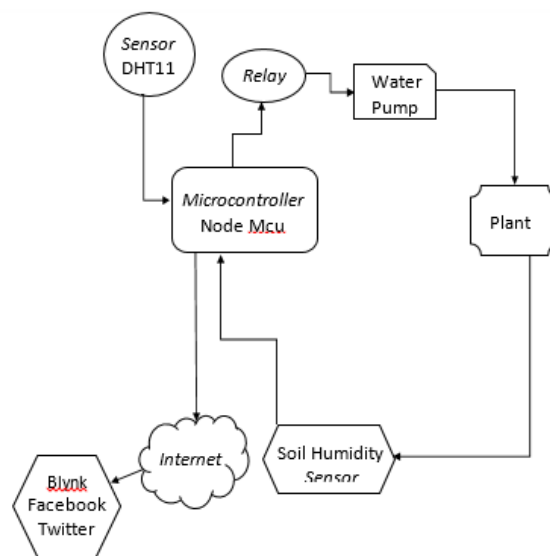 Sensor
DHT11
Relay
Water
Pump
Microcontroller
Node Mcu
Plant
Internet
Soil Humidity
Sensor
Blynk
Facebook
Twitter